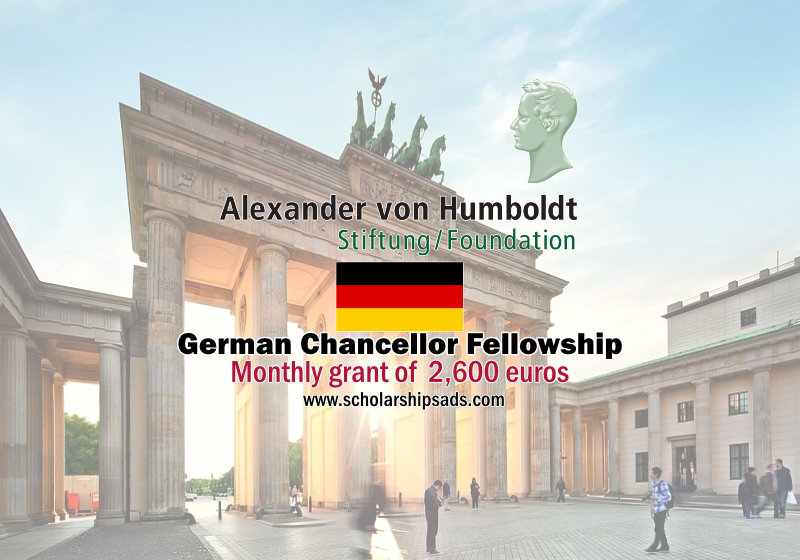 Alexander von Humboldt
Stiftung/Foundation
German Chancellor Fellowship
Monthly grant of 2,600 euros
www.scholarshipsads.com